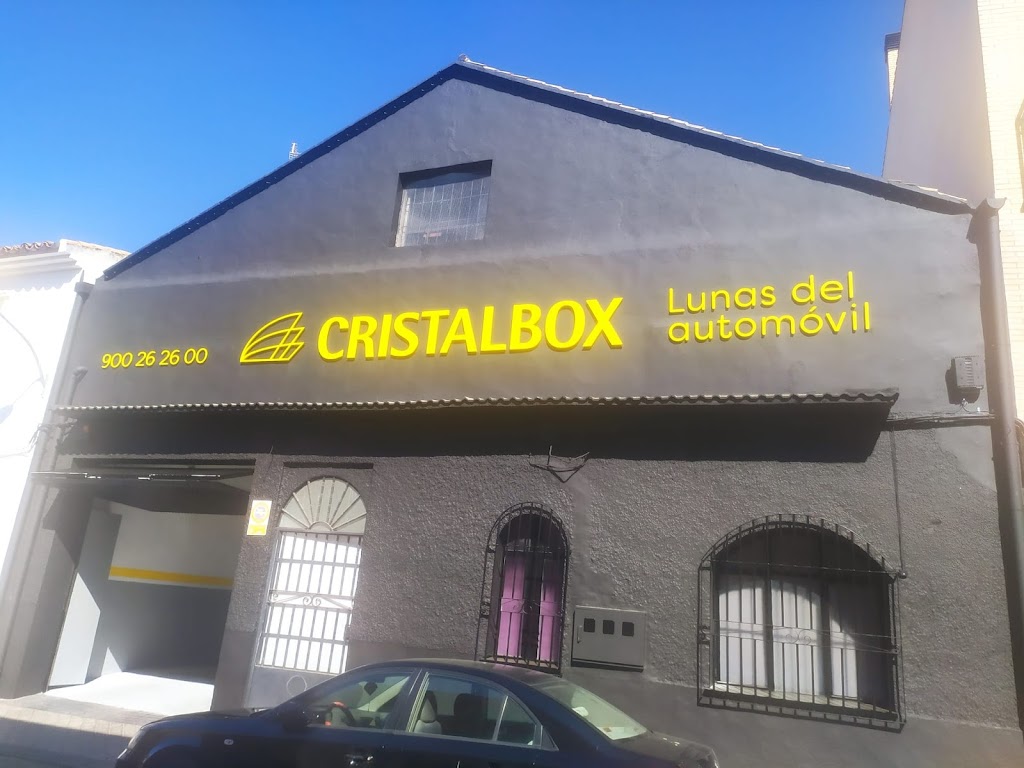 900 26 26 00
CRISTALBOX
Lunas del
automóvil